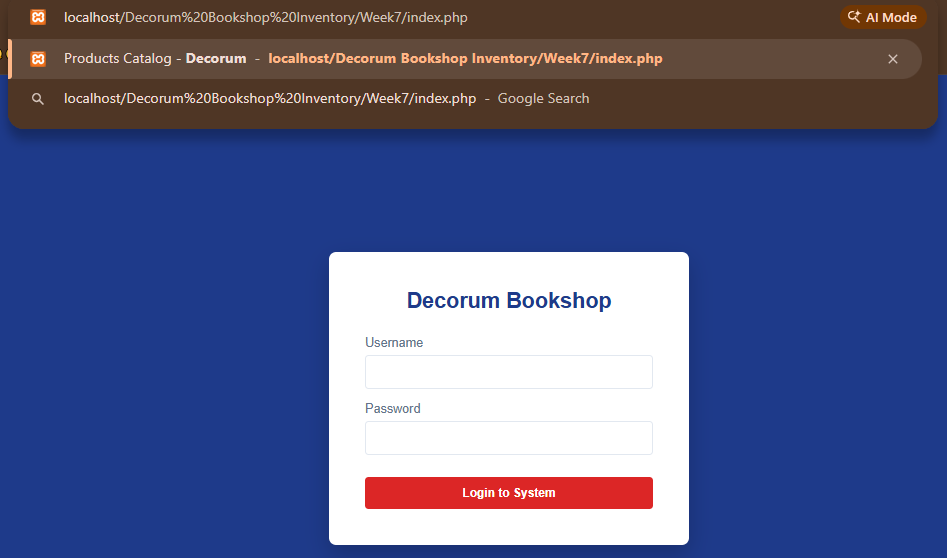 localhost/Decorum%20Bookshop%20Inventory/Week7/index.php
AI Mode
Products Catalog - Decorum - localhost/Decorum Bookshop Inventory/Week7/index.php
localhost/Decorum%20Bookshop%20Inventory/Week7/index.php - Google Search
Decorum Bookshop
Username
Password
Login to System